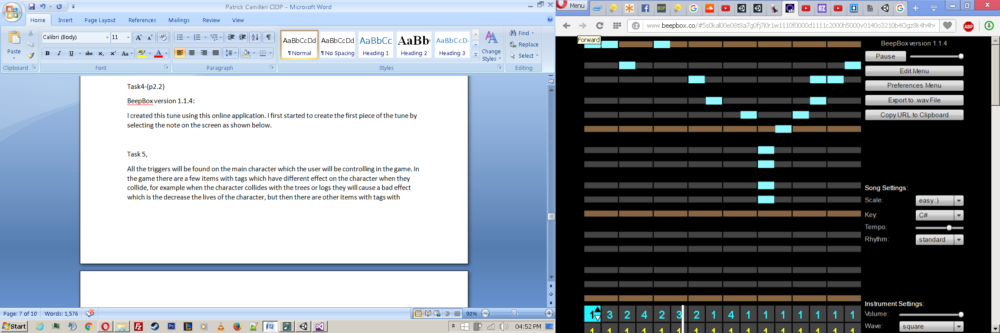 Patrick Camilleri CIDP - Microsoft Word
Home Insert Page Layout References Mailings Review View
Paste
Clipboard
Calibri (Body) 11
Font
Paragraph
AaBbCcDd AaBbCcDd AaBbCc AaBb AaBbCcD
¶ Normal ¶ No Spacing Heading 1 Heading 2 Heading 3
Change Styles
Styles
Find
Replace
Select
Editing
Task4-(p2.2)
BeepBox version 1.1.4:
I created this tune using this online application. I first started to create the first piece of the tune by
selecting the note on the screen as shown below.
Task 5,
All the triggers will be found on the main character which the user will be controlling in the game. In
the game there are a few items with tags which have different effect on the character when they
collide, for example when the character collides with the trees or logs they will cause a bad effect
which is the decrease the lives of the character, but then there are other items with tags with
Page: 7 of 10 Words: 1,576 90%
Start 04:52 PM
Menu
www.beepbox.co/#5s0kal00e08t8a7g0fj7i0r1w1110f0000d1111c2000h5000v0140o3210b4Ogz8k4h4h
ABP
Forward
BeepBox version 1.1.4
Pause
Edit Menu
Preferences Menu
Export to .wav File
Copy URL to Clipboard
Song Settings:
Scale: easy :)
Key: C#
Tempo:
Rhythm: standard
Instrument Settings:
Volume:
Wave: square
1 3 2 4 2 3 2 1 4 1 1 1 1 1 1 1
1 1 1 1 1 1 1 1 1 1 1 1 1 1 1 1